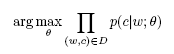 arg max ∏ p(c|w; θ)
θ (w,c)∈D